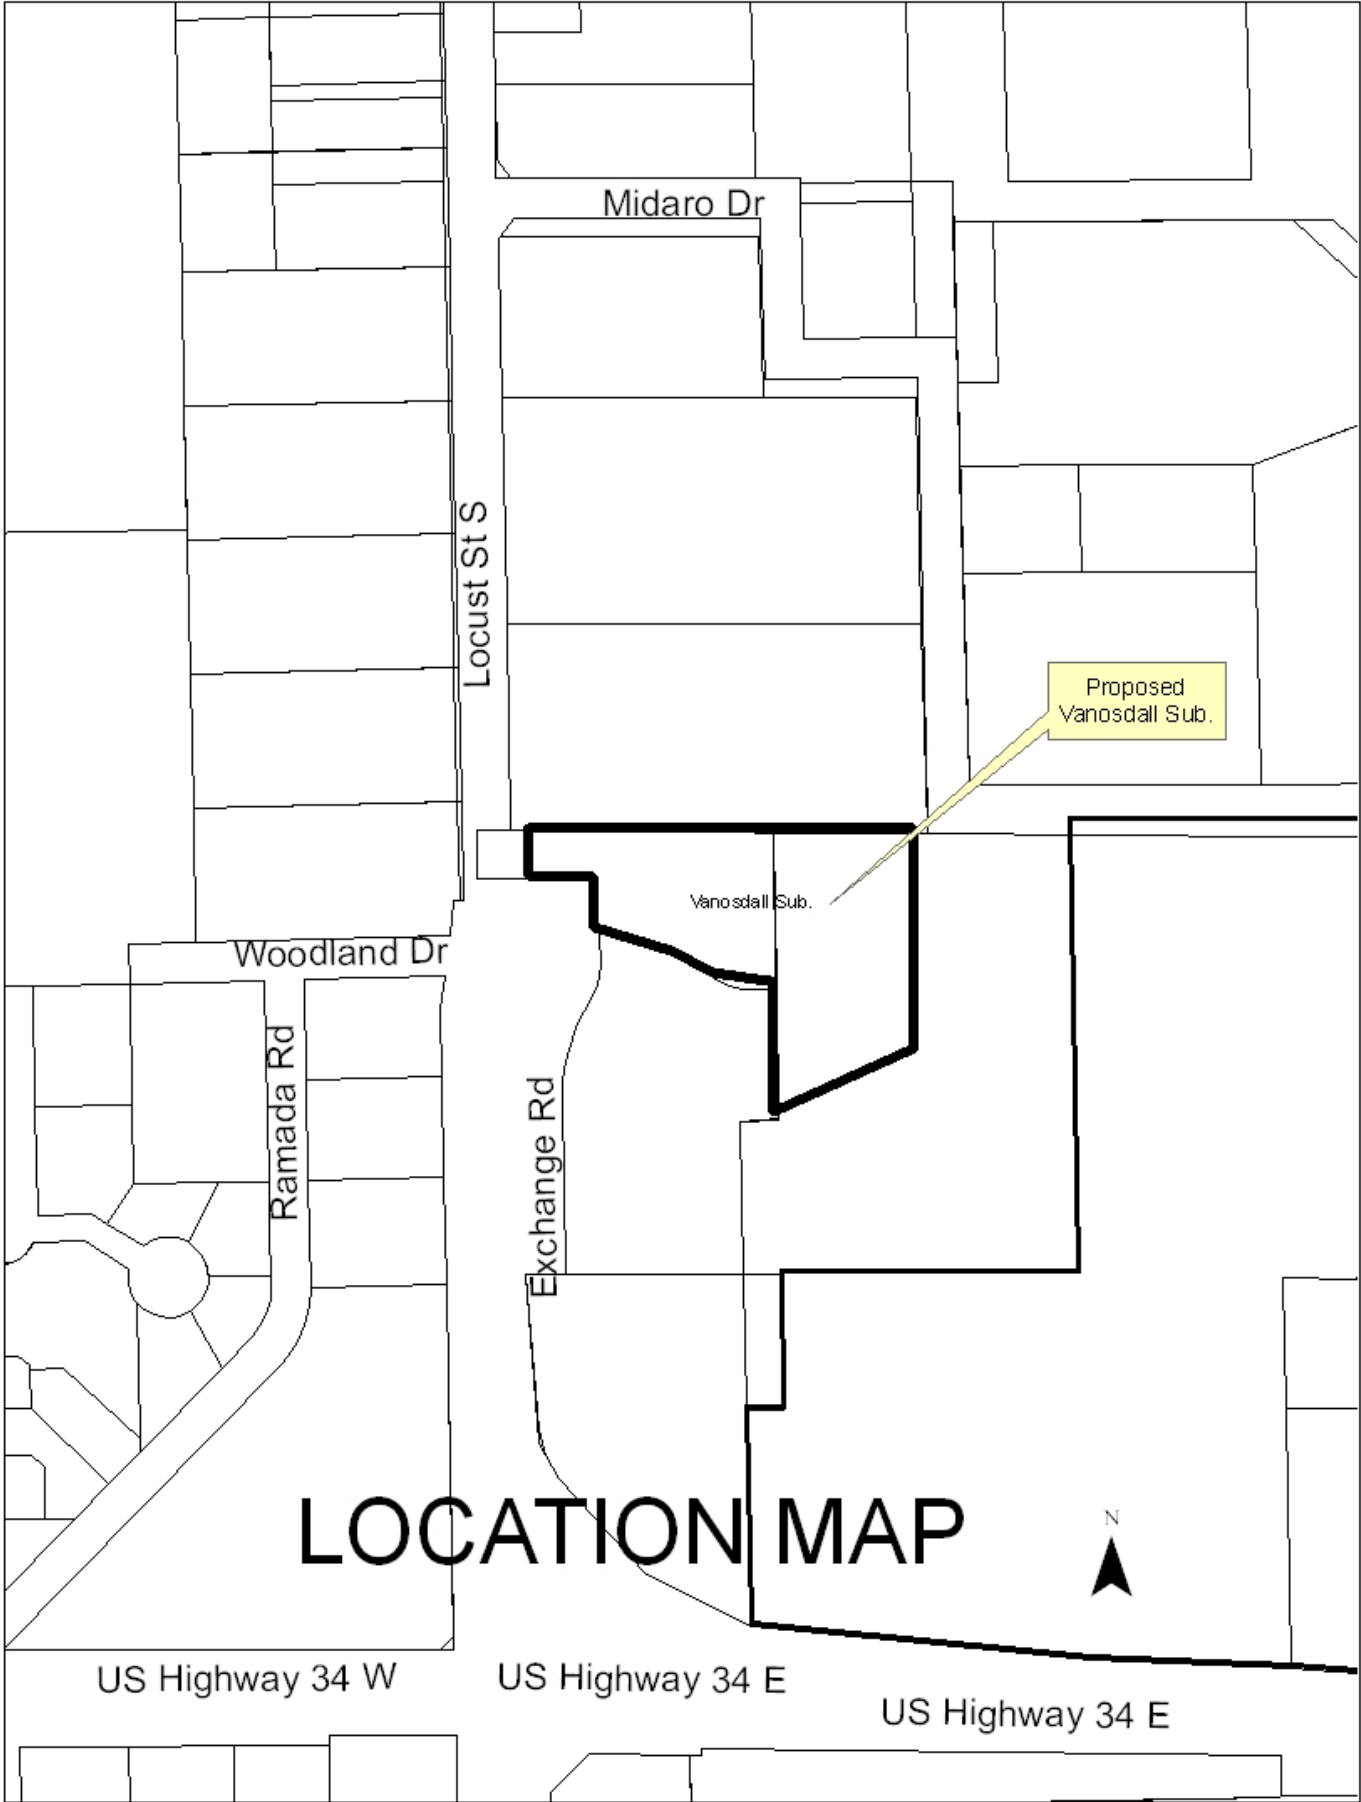 Midaro Dr
Locust St S
Proposed
Vanosdall Sub.
Vanosdall Sub.
Woodland Dr
Ramada Rd
Exchange Rd
LOCATION MAP
N
US Highway 34 W
US Highway 34 E
US Highway 34 E